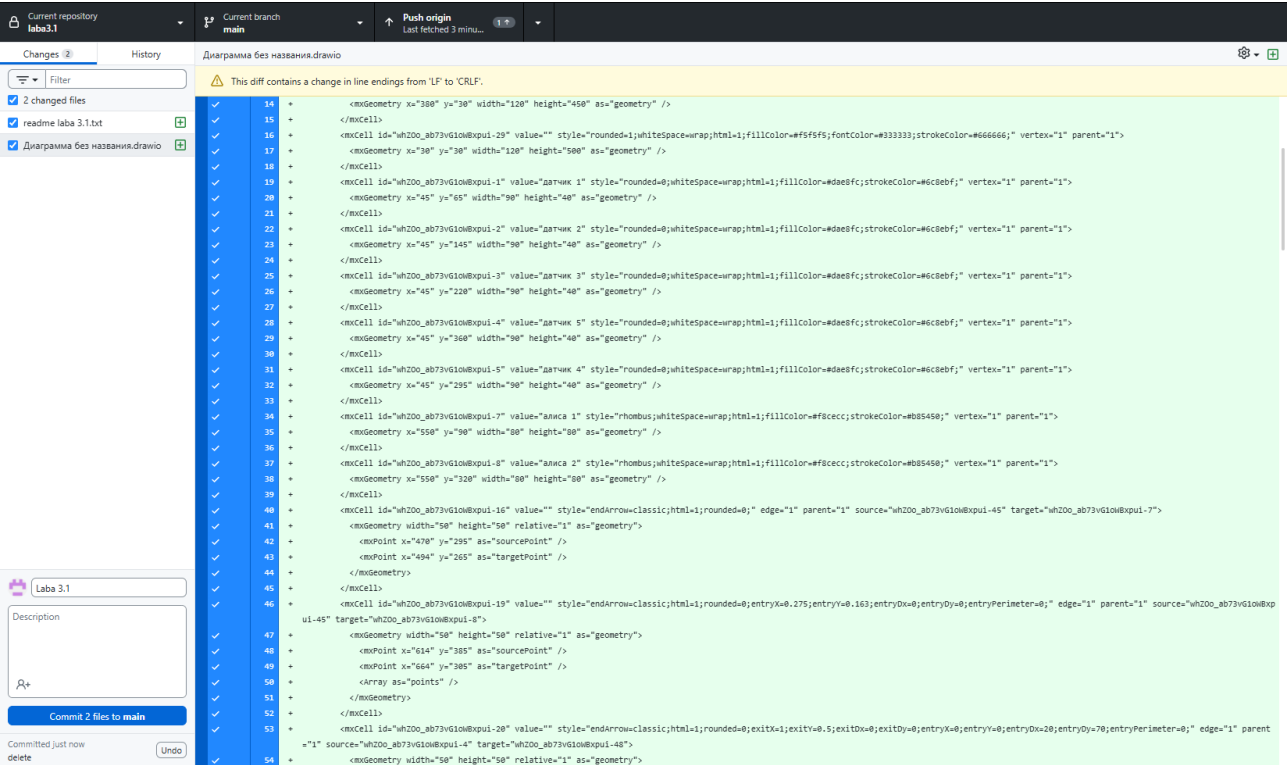 Current repository
laba3.1
Current branch
main
Push origin
Last fetched 3 minu...
1
Changes 2
History
Диаграмма без названия.drawio
Filter
This diff contains a change in line endings from 'LF' to 'CRLF'.
2 changed files
readme laba 3.1.txt
Диаграмма без названия.drawio
14 + <mxGeometry x="380" y="30" width="120" height="450" as="geometry" />
15 + </mxCell>
16 + <mxCell id="whZOo_ab73vG1oWBxpui-29" value="" style="rounded=1;whiteSpace=wrap;html=1;fillColor=#f5f5f5;fontColor=#333333;strokeColor=#666666;" vertex="1" parent="1">
17 + <mxGeometry x="30" y="30" width="120" height="500" as="geometry" />
18 + </mxCell>
19 + <mxCell id="whZOo_ab73vG1oWBxpui-1" value="датчик 1" style="rounded=0;whiteSpace=wrap;html=1;fillColor=#dae8fc;strokeColor=#6c8ebf;" vertex="1" parent="1">
20 + <mxGeometry x="45" y="65" width="90" height="40" as="geometry" />
21 + </mxCell>
22 + <mxCell id="whZOo_ab73vG1oWBxpui-2" value="датчик 2" style="rounded=0;whiteSpace=wrap;html=1;fillColor=#dae8fc;strokeColor=#6c8ebf;" vertex="1" parent="1">
23 + <mxGeometry x="45" y="145" width="90" height="40" as="geometry" />
24 + </mxCell>
25 + <mxCell id="whZOo_ab73vG1oWBxpui-3" value="датчик 3" style="rounded=0;whiteSpace=wrap;html=1;fillColor=#dae8fc;strokeColor=#6c8ebf;" vertex="1" parent="1">
26 + <mxGeometry x="45" y="220" width="90" height="40" as="geometry" />
27 + </mxCell>
28 + <mxCell id="whZOo_ab73vG1oWBxpui-4" value="датчик 5" style="rounded=0;whiteSpace=wrap;html=1;fillColor=#dae8fc;strokeColor=#6c8ebf;" vertex="1" parent="1">
29 + <mxGeometry x="45" y="360" width="90" height="40" as="geometry" />
30 + </mxCell>
31 + <mxCell id="whZOo_ab73vG1oWBxpui-5" value="датчик 4" style="rounded=0;whiteSpace=wrap;html=1;fillColor=#dae8fc;strokeColor=#6c8ebf;" vertex="1" parent="1">
32 + <mxGeometry x="45" y="295" width="90" height="40" as="geometry" />
33 + </mxCell>
34 + <mxCell id="whZOo_ab73vG1oWBxpui-7" value="алиса 1" style="rhombus;whiteSpace=wrap;html=1;fillColor=#f8cecc;strokeColor=#b85450;" vertex="1" parent="1">
35 + <mxGeometry x="550" y="90" width="80" height="80" as="geometry" />
36 + </mxCell>
37 + <mxCell id="whZOo_ab73vG1oWBxpui-8" value="алиса 2" style="rhombus;whiteSpace=wrap;html=1;fillColor=#f8cecc;strokeColor=#b85450;" vertex="1" parent="1">
38 + <mxGeometry x="550" y="320" width="80" height="80" as="geometry" />
39 + </mxCell>
40 + <mxCell id="whZOo_ab73vG1oWBxpui-16" value="" style="endArrow=classic;html=1;rounded=0;" edge="1" parent="1" source="whZOo_ab73vG1oWBxpui-45" target="whZOo_ab73vG1oWBxpui-7">
41 + <mxGeometry width="50" height="50" relative="1" as="geometry">
42 + <mxPoint x="470" y="295" as="sourcePoint" />
43 + <mxPoint x="494" y="265" as="targetPoint" />
44 + </mxGeometry>
45 + </mxCell>
46 + <mxCell id="whZOo_ab73vG1oWBxpui-19" value="" style="endArrow=classic;html=1;rounded=0;entryX=0.275;entryY=0.163;entryDx=0;entryDy=0;entryPerimeter=0;" edge="1" parent="1" source="whZOo_ab73vG1oWBxp
ui-45" target="whZOo_ab73vG1oWBxpui-8">
47 + <mxGeometry width="50" height="50" relative="1" as="geometry">
48 + <mxPoint x="614" y="385" as="sourcePoint" />
49 + <mxPoint x="664" y="305" as="targetPoint" />
50 + <Array as="points" />
51 + </mxGeometry>
52 + </mxCell>
53 + <mxCell id="whZOo_ab73vG1oWBxpui-20" value="" style="endArrow=classic;html=1;rounded=0;exitX=1;exitY=0.5;exitDx=0;exitDy=0;entryX=0;entryY=0;entryDx=20;entryDy=70;entryPerimeter=0;" edge="1" parent
="1" source="whZOo_ab73vG1oWBxpui-4" target="whZOo_ab73vG1oWBxpui-48">
54 + <mxGeometry width="50" height="50" relative="1" as="geometry">
Laba 3.1
Description
Commit 2 files to main
Committed just now
delete
Undo